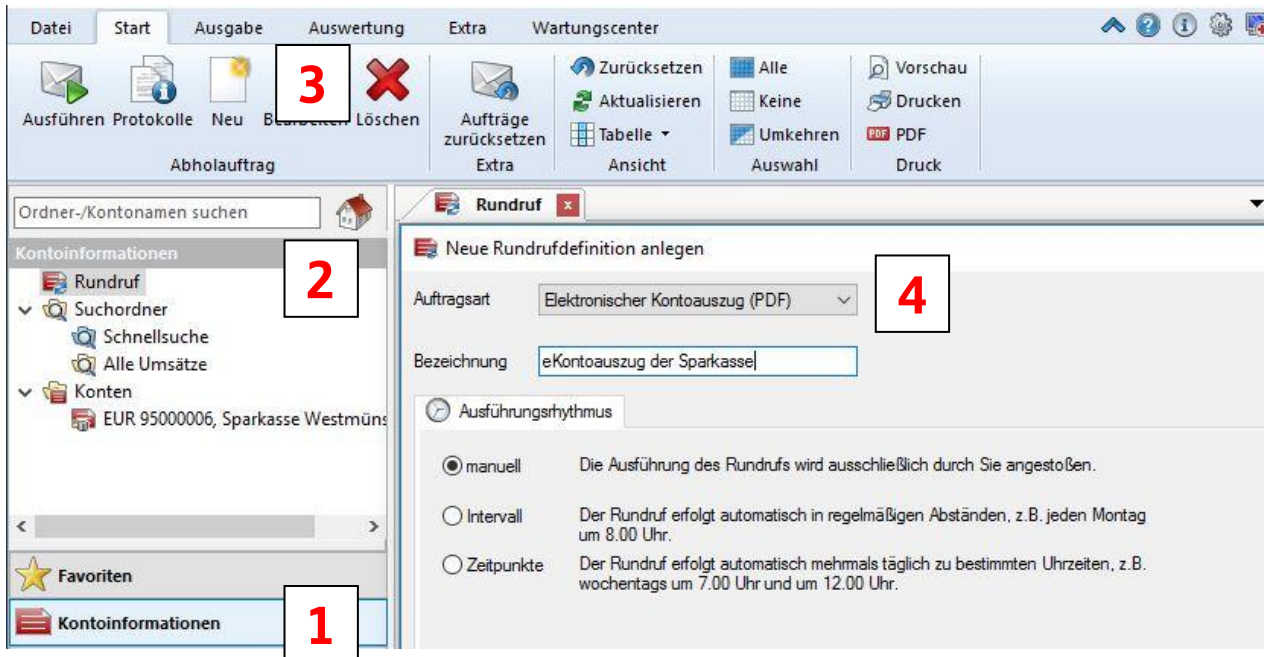 Datei Start Ausgabe Auswertung Extra Wartungscenter
Ausführen Protokolle Neu Bearbeiten Löschen
3
Abholauftrag
Aufträge
zurücksetzen
Extra
Zurücksetzen
Aktualisieren
Tabelle
Ansicht
Alle
Keine
Umkehren
Auswahl
Vorschau
Drucken
PDF PDF
Druck
Ordner-/Kontonamen suchen
Kontoinformationen
2
Rundruf
Suchordner
Schnellsuche
Alle Umsätze
Konten
EUR 95000006, Sparkasse Westmüns
Favoriten
Kontoinformationen
1
Rundruf x
Neue Rundrufdefinition anlegen
Auftragsart Elektronischer Kontoauszug (PDF)
4
Bezeichnung eKontoauszug der Sparkasse
Ausführungsrhythmus
manuell Die Ausführung des Rundrufs wird ausschließlich durch Sie angestoßen.
Intervall Der Rundruf erfolgt automatisch in regelmäßigen Abständen, z.B. jeden Montag
um 8.00 Uhr.
Zeitpunkte Der Rundruf erfolgt automatisch mehrmals täglich zu bestimmten Uhrzeiten, z.B.
wochentags um 7.00 Uhr und um 12.00 Uhr.